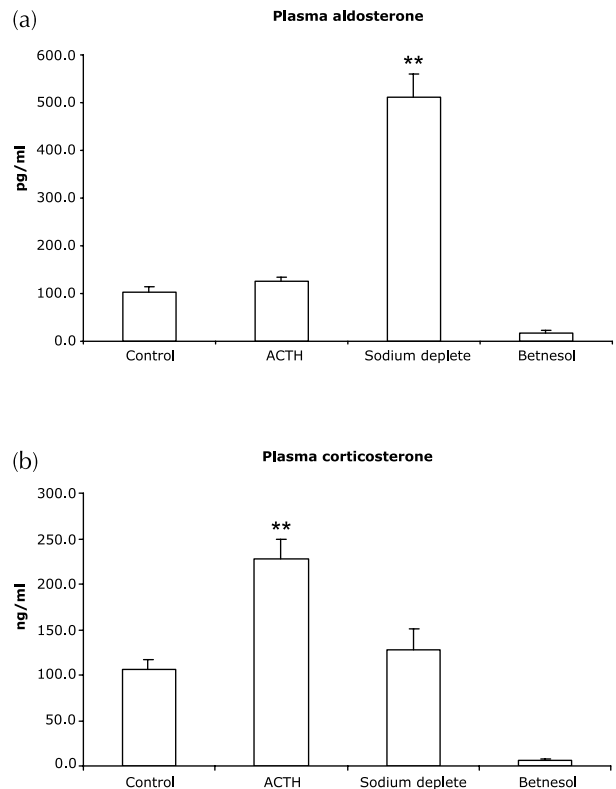 (a)
Plasma aldosterone
600.0
**
500.0
400.0
pg/ml
300.0
200.0
100.0
0.0
Control ACTH Sodium deplete Betnesol
(b)
Plasma corticosterone
300.0
**
250.0
200.0
ng/ml
150.0
100.0
50.0
0.0
Control ACTH Sodium deplete Betnesol